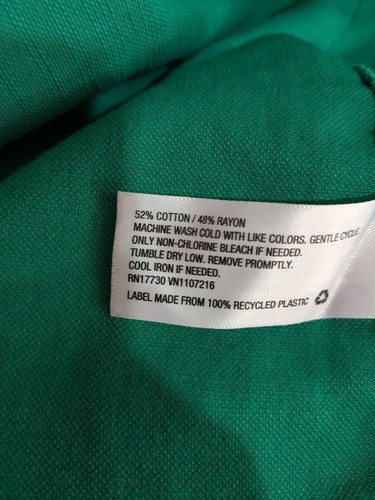 52% COTTON / 48% RAYON
MACHINE WASH COLD WITH LIKE COLORS. GENTLE CYCLE.
ONLY NON-CHLORINE BLEACH IF NEEDED.
TUMBLE DRY LOW. REMOVE PROMPTLY.
COOL IRON IF NEEDED.
RN17730 VN1107216
LABEL MADE FROM 100% RECYCLED PLASTIC